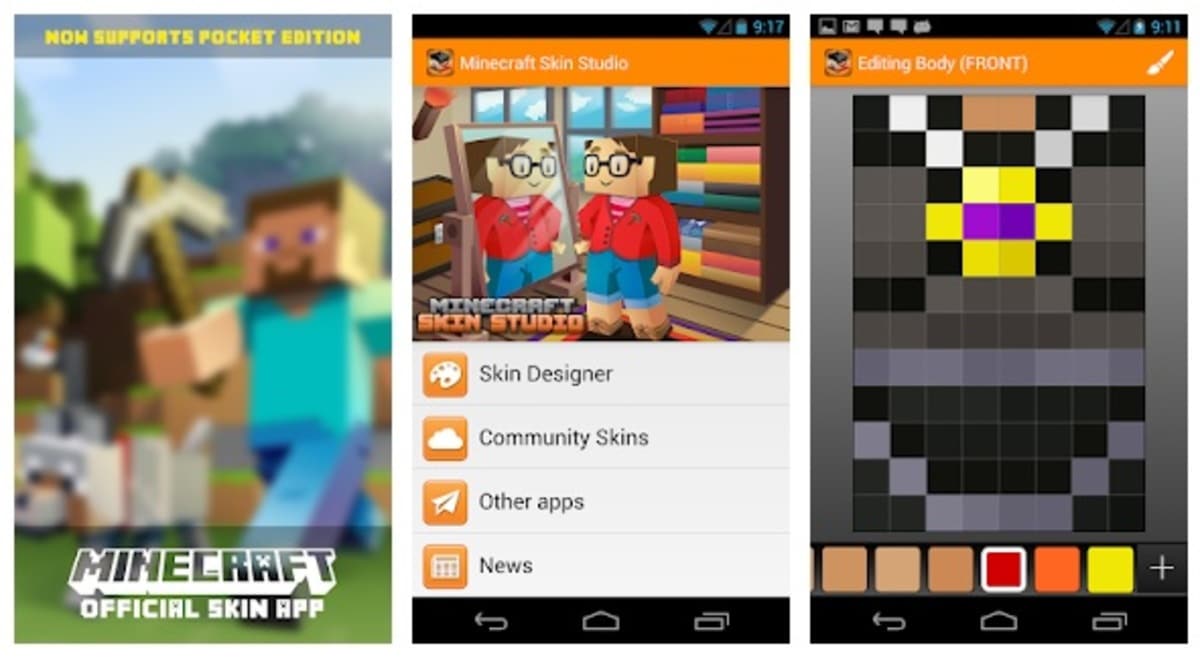 NOW SUPPORTS POCKET EDITION
MINECRAFT
OFFICIAL SKIN APP
9:17
Minecraft Skin Studio
MINECRAFT
SKIN STUDIO
Skin Designer
Community Skins
Other apps
News
9:11
Editing Body (FRONT)